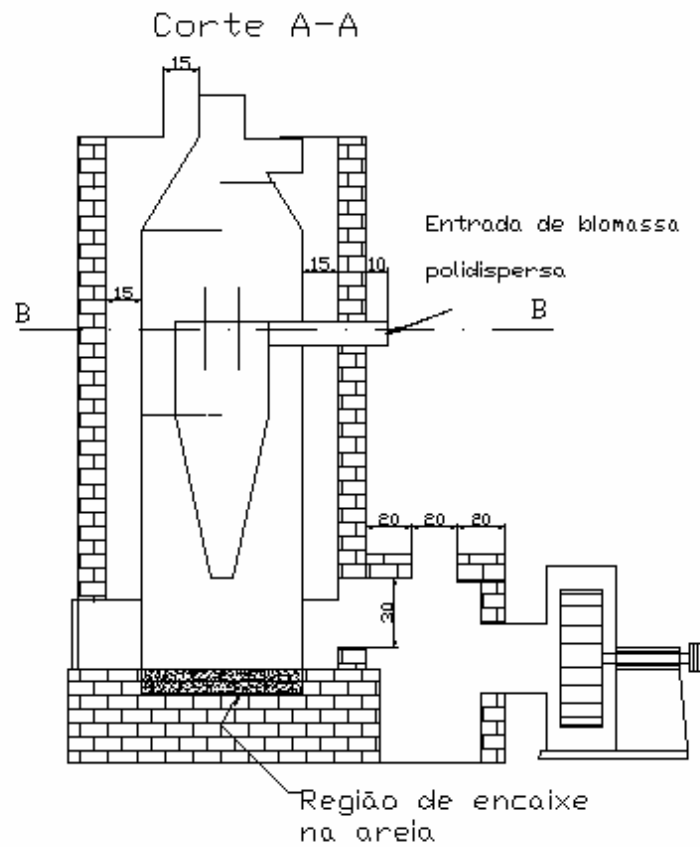 Corte A-A
15
Entrada de biomassa
polidispersa
15
10
15
B
B
20
20
20
30
Região de encaixe
na areia